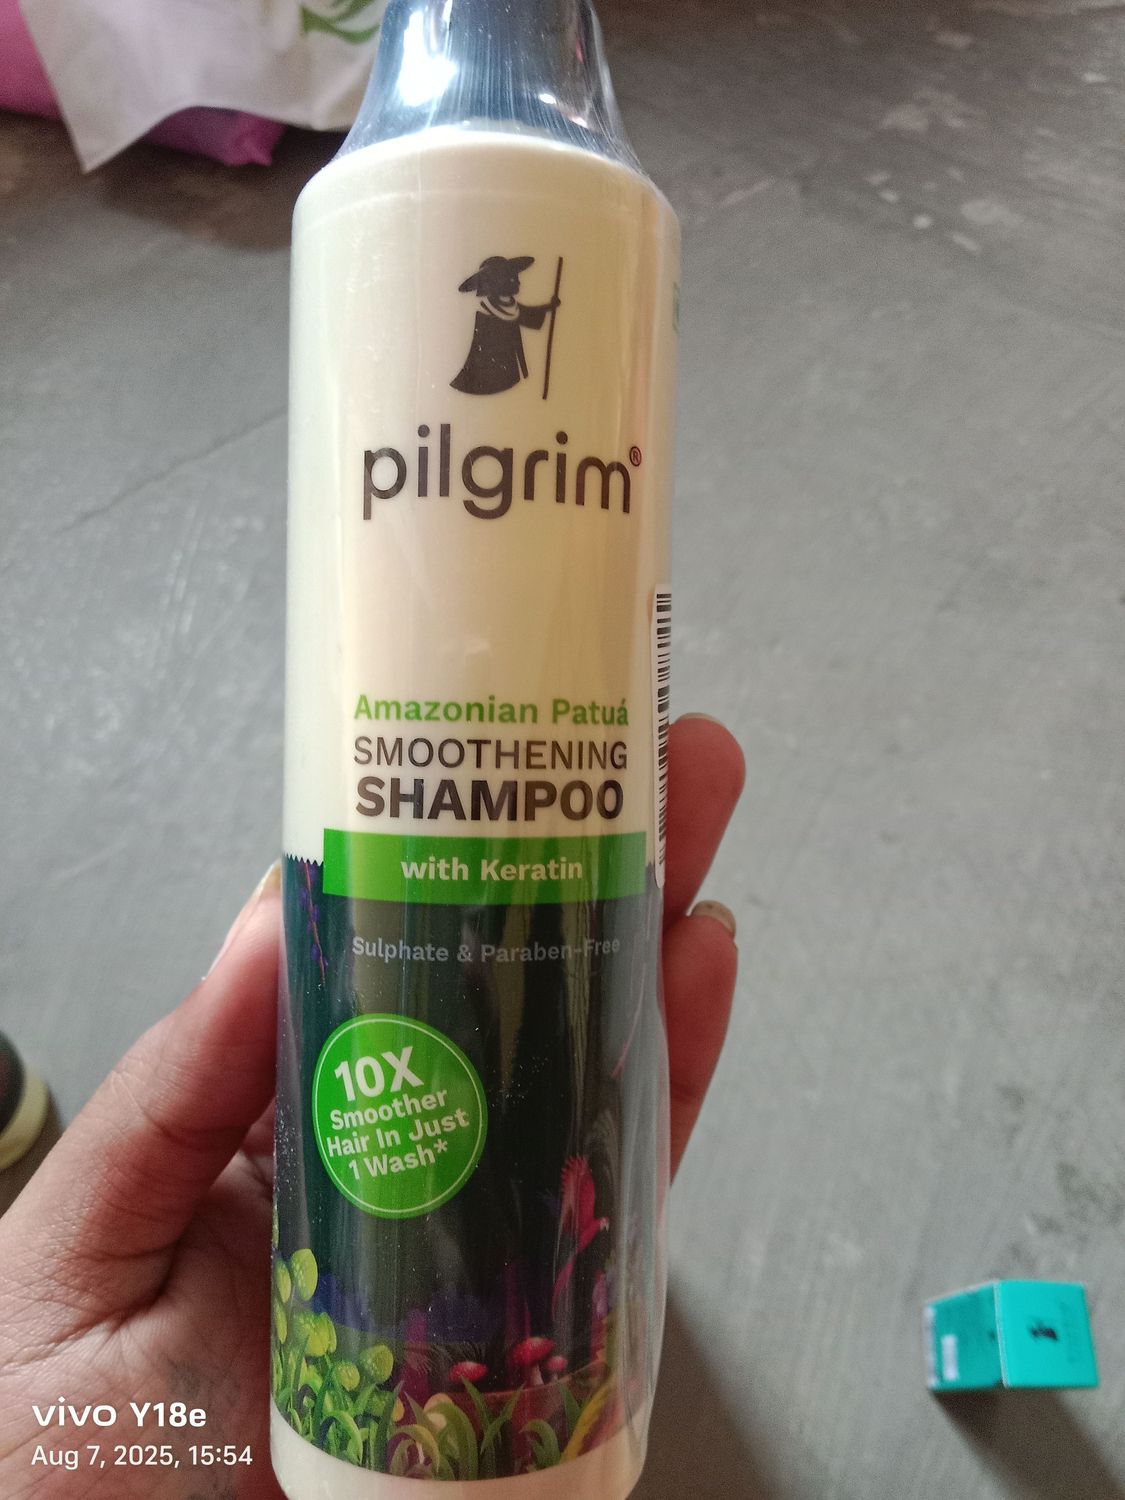 pilgrim®
Amazonian Patuá
SMOOTHENING
SHAMPOO
with Keratin
Sulphate & Paraben-Free
10X
Smoother
Hair In Just
1 Wash*
vivo Y18e
Aug 7, 2025, 15:54